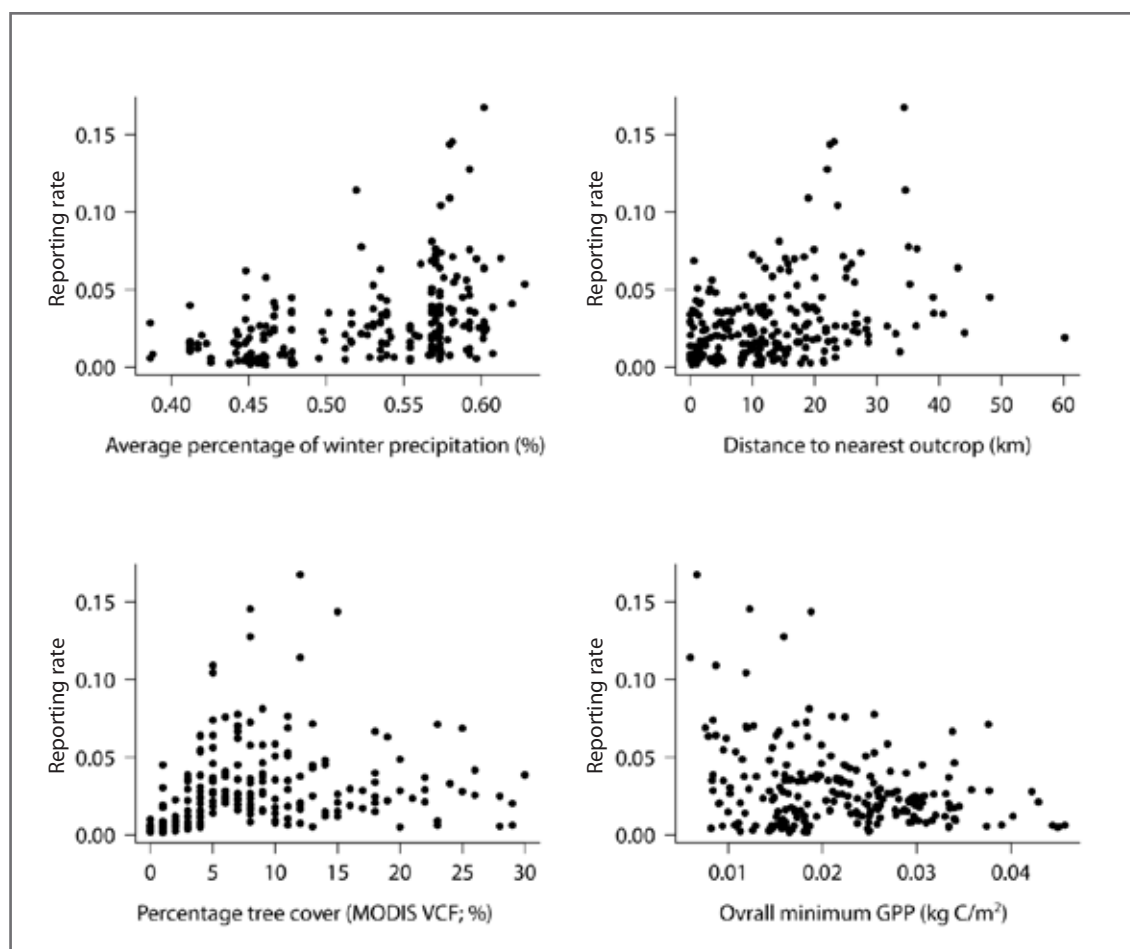 Reporting rate
0.15
0.10
0.05
0.00
0.40 0.45 0.50 0.55 0.60
Average percentage of winter precipitation (%)
Reporting rate
0.15
0.10
0.05
0.00
0 10 20 30 40 50 60
Distance to nearest outcrop (km)
Reporting rate
0.15
0.10
0.05
0.00
0 5 10 15 20 25 30
Percentage tree cover (MODIS VCF; %)
Reporting rate
0.15
0.10
0.05
0.00
0.01 0.02 0.03 0.04
Ovrall minimum GPP (kg C/m²)